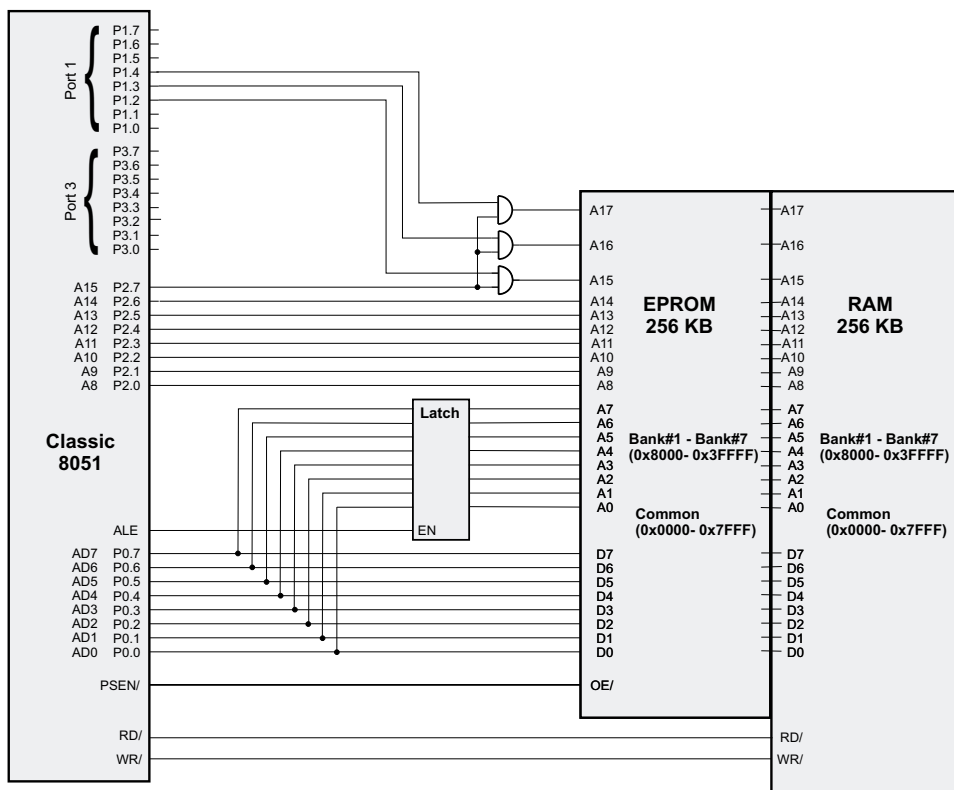 Port 1
P1.7
P1.6
P1.5
P1.4
P1.3
P1.2
P1.1
P1.0
Port 3
P3.7
P3.6
P3.5
P3.4
P3.3
P3.2
P3.1
P3.0
A15 P2.7
A14 P2.6
A13 P2.5
A12 P2.4
A11 P2.3
A10 P2.2
A9 P2.1
A8 P2.0
Classic
8051
ALE
AD7 P0.7
AD6 P0.6
AD5 P0.5
AD4 P0.4
AD3 P0.3
AD2 P0.2
AD1 P0.1
AD0 P0.0
PSEN/
RD/
WR/
Latch
EN
A17
A16
A15
A14
A13
A12
A11
A10
A9
A8
A7
A6
A5
A4
A3
A2
A1
A0
D7
D6
D5
D4
D3
D2
D1
D0
OE/
EPROM
256 KB
Bank#1 - Bank#7
(0x8000- 0x3FFFF)
Common
(0x0000- 0x7FFF)
A17
A16
A15
A14
A13
A12
A11
A10
A9
A8
A7
A6
A5
A4
A3
A2
A1
A0
D7
D6
D5
D4
D3
D2
D1
D0
RD/
WR/
RAM
256 KB
Bank#1 - Bank#7
(0x8000- 0x3FFFF)
Common
(0x0000- 0x7FFF)